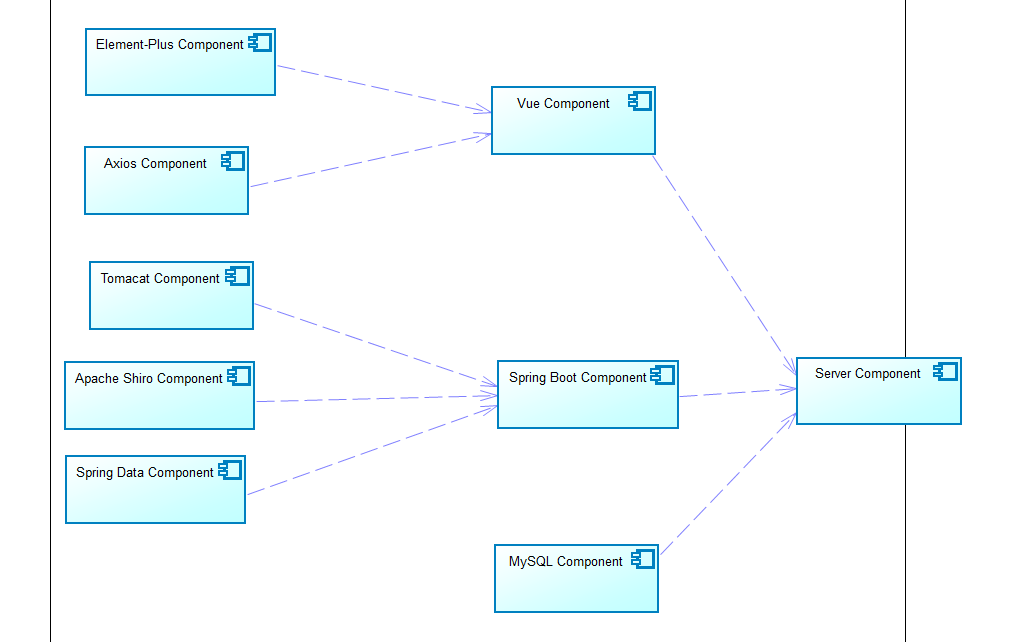 Element-Plus Component
Vue Component
Axios Component
Tomacat Component
Apache Shiro Component
Spring Boot Component
Server Component
Spring Data Component
MySQL Component